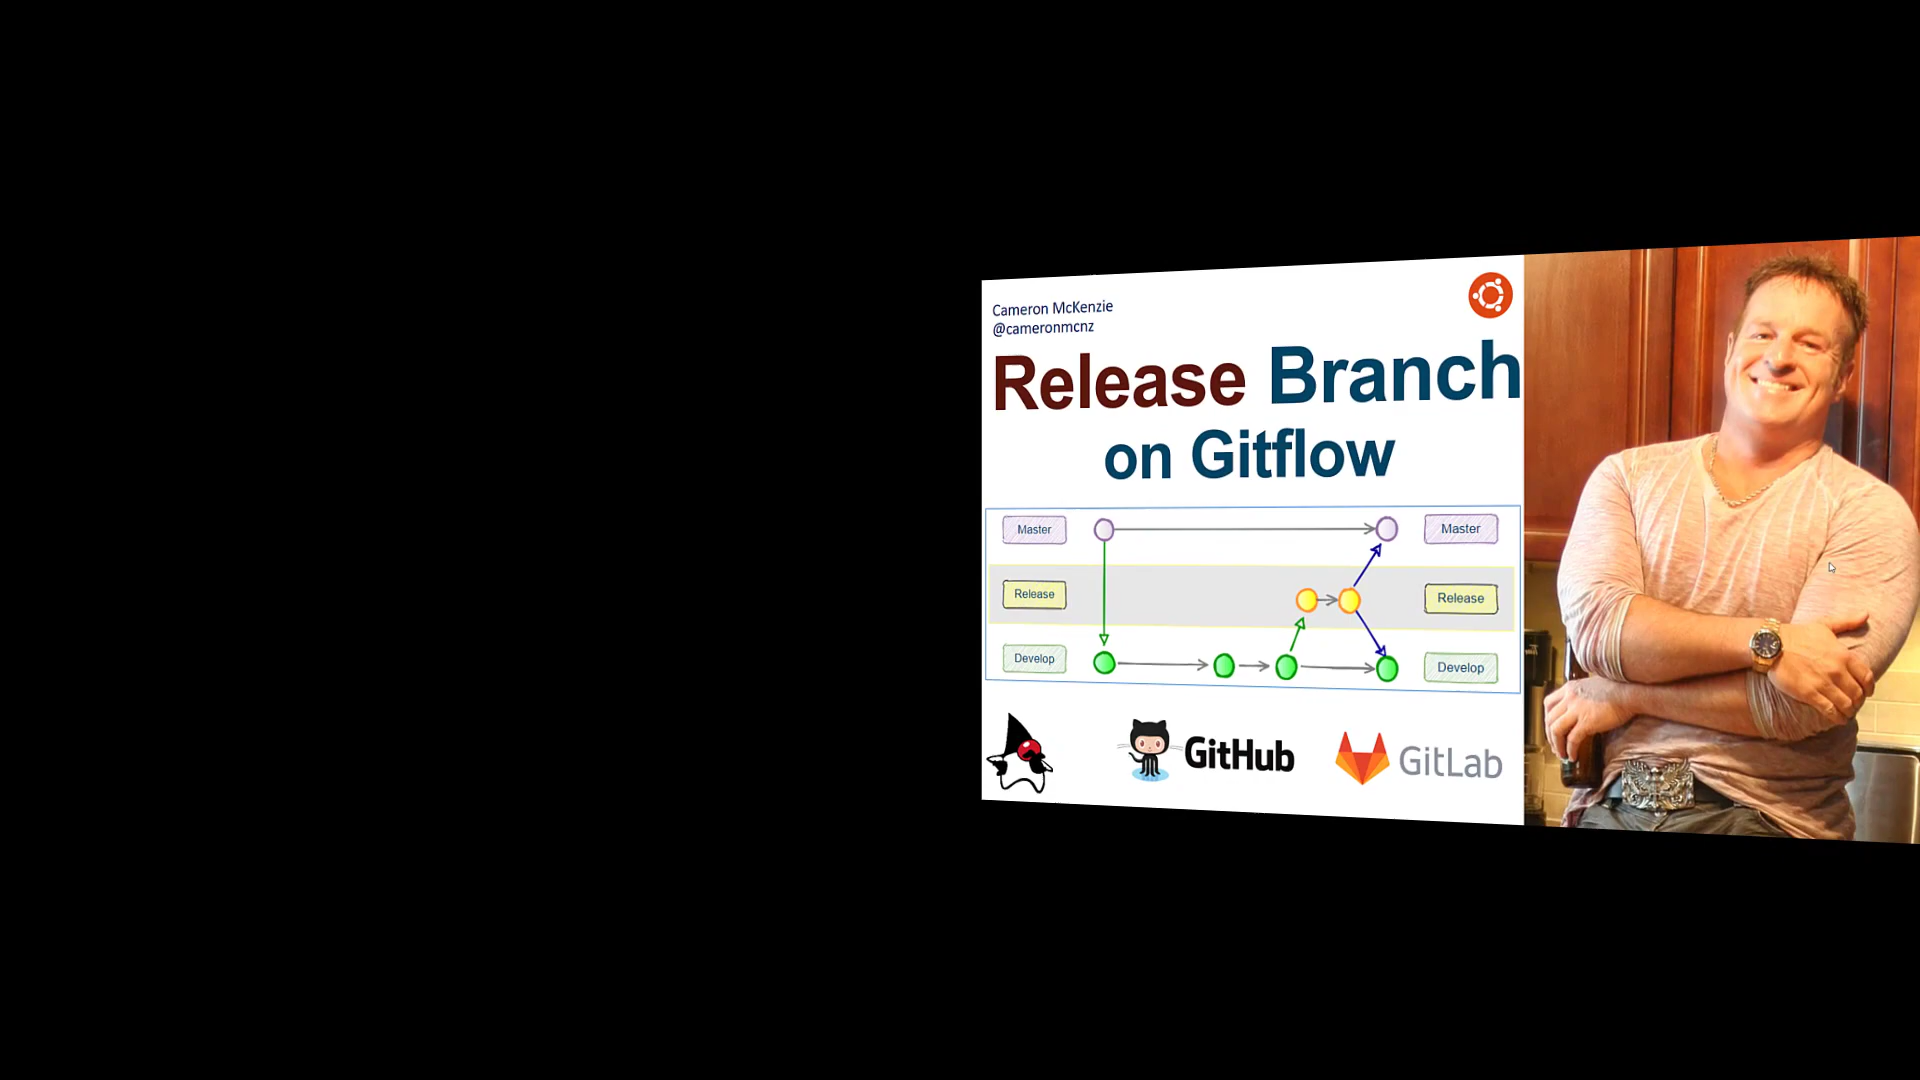 Cameron McKenzie
@cameronmcnz
Release Branch
on Gitflow
Master Master
Release Release
Develop Develop
GitHub GitLab